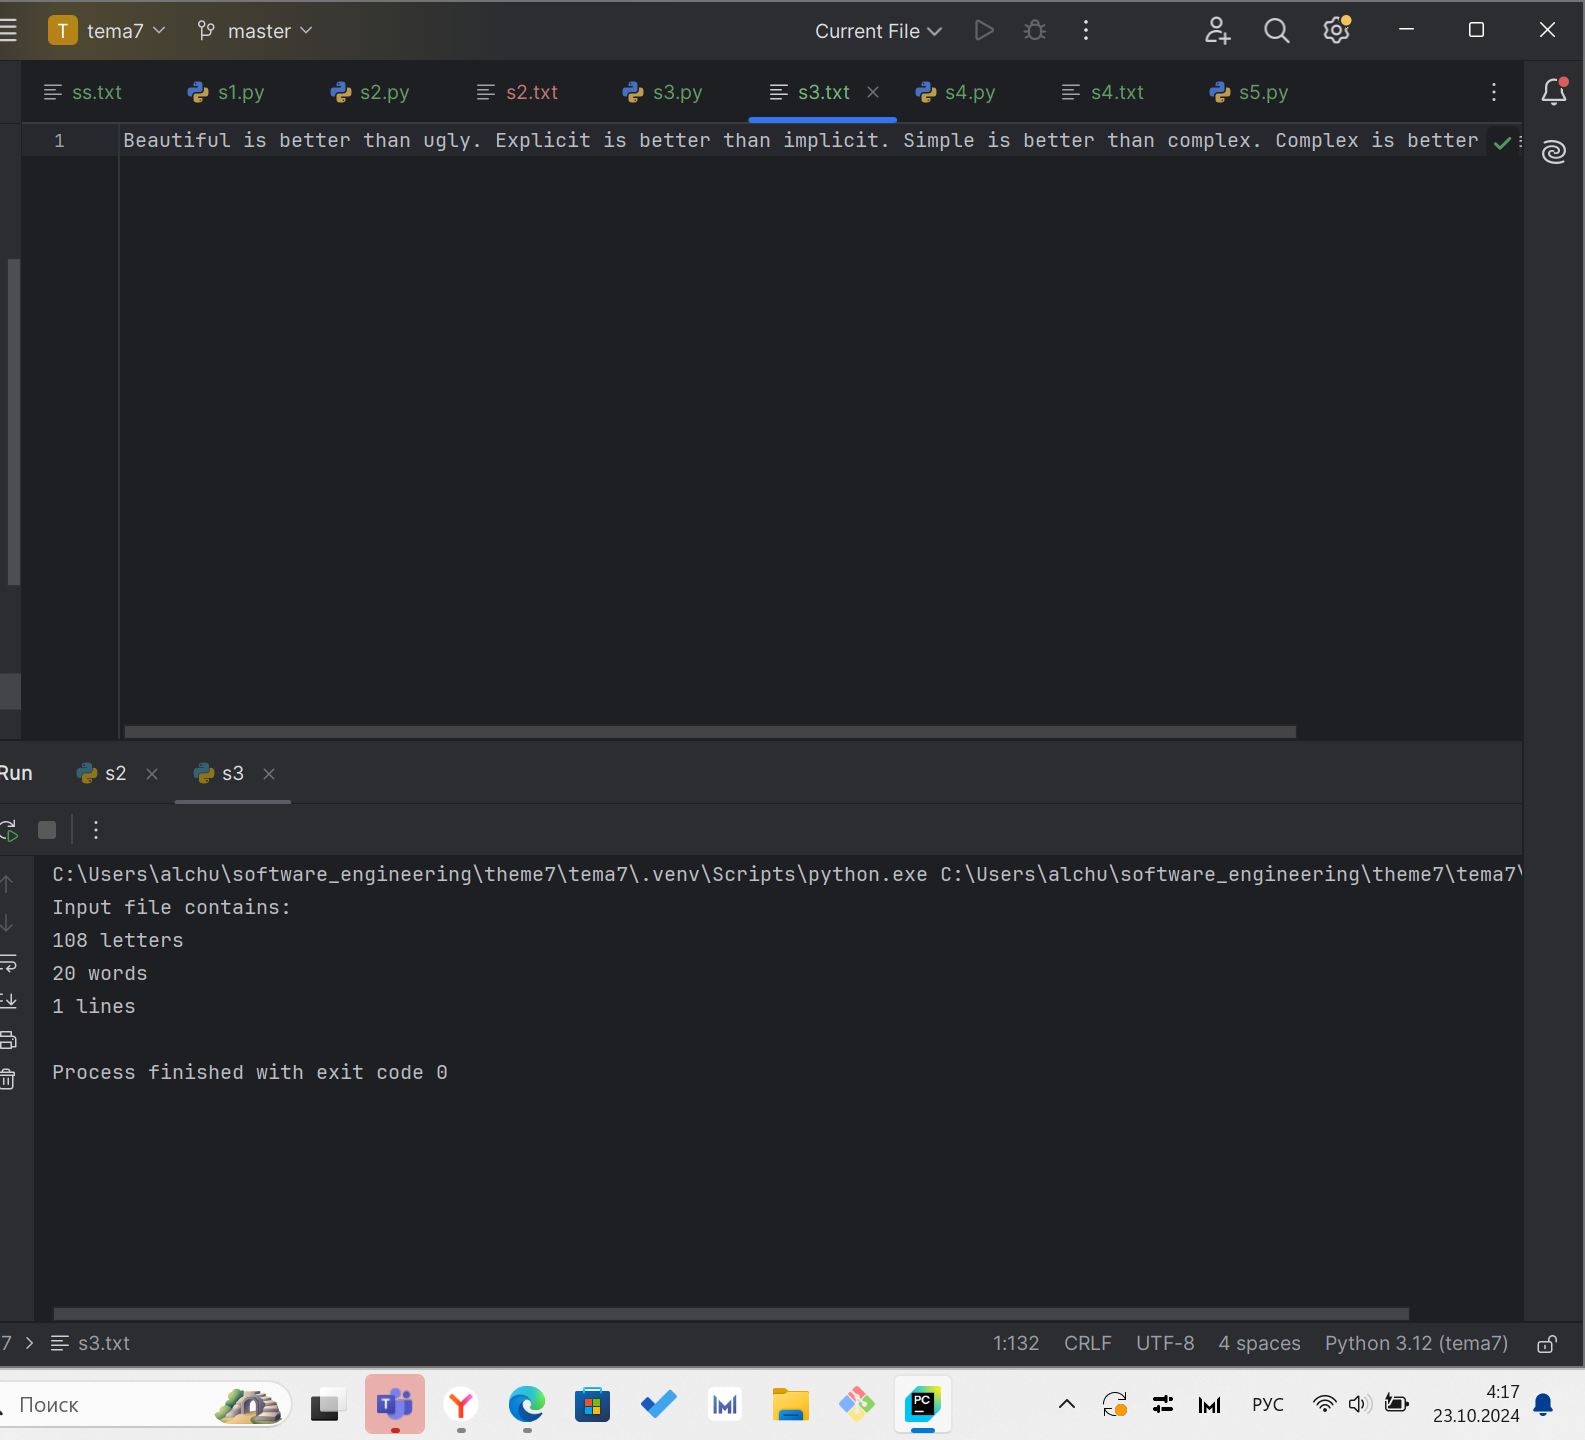 T tema7 master Current File
ss.txt s1.py s2.py s2.txt s3.py s3.txt s4.py s4.txt s5.py
1 Beautiful is better than ugly. Explicit is better than implicit. Simple is better than complex. Complex is better
Run s2 s3
C:\Users\alchu\software_engineering\theme7\tema7\.venv\Scripts\python.exe C:\Users\alchu\software_engineering\theme7\tema7\
Input file contains:
108 letters
20 words
1 lines
Process finished with exit code 0
7 s3.txt 1:132 CRLF UTF-8 4 spaces Python 3.12 (tema7)
Поиск РУС 4:17
23.10.2024